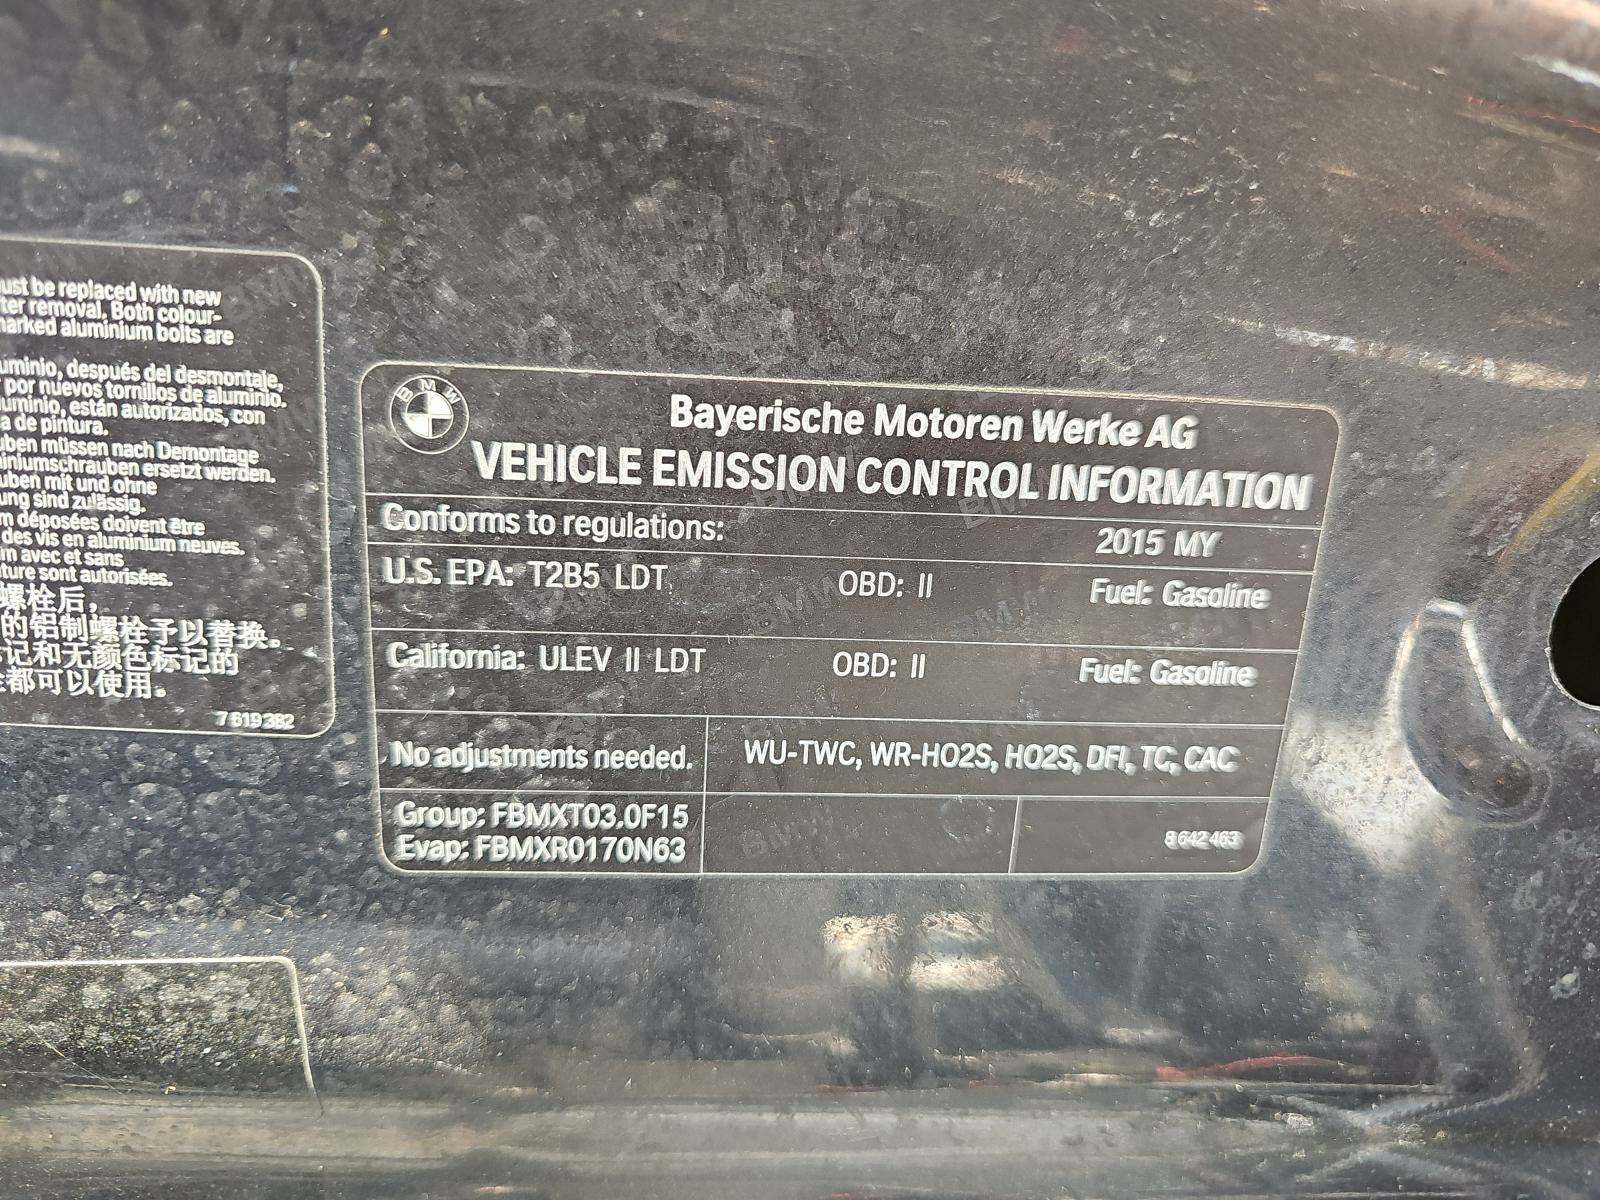 ust be replaced with new
ter removal. Both colour-
marked aluminium bolts are
uminio, después del desmontaje,
por nuevos tornillos de aluminio.
luminio, están autorizados, con
a de pintura.
uben müssen nach Demontage
iniumschrauben ersetzt werden.
uben mit und ohne
ung sind zulässig.
m déposées doivent être
des vis en aluminium neuves.
m avec et sans
ture sont autorisées.
螺栓后，
的铝制螺栓予以替换。
记和无颜色标记的
都可以使用。
7 619 382
BMW
Bayerische Motoren Werke AG
VEHICLE EMISSION CONTROL INFORMATION
Conforms to regulations: 2015 MY
U.S. EPA: T2B5 LDT OBD: II Fuel: Gasoline
California: ULEV II LDT OBD: II Fuel: Gasoline
No adjustments needed. WU-TWC, WR-HO2S, HO2S, DFI, TC, CAC
Group: FBMXT03.0F15
Evap: FBMXR0170N63
8 642 463